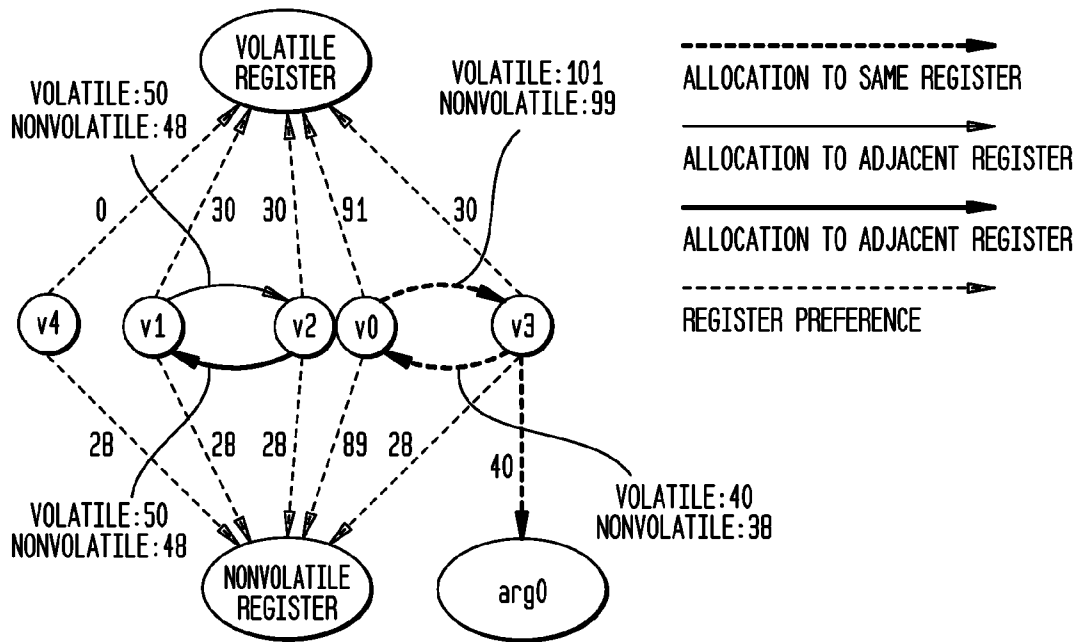 VOLATILE
REGISTER
VOLATILE:50
NONVOLATILE:48
VOLATILE:101
NONVOLATILE:99
ALLOCATION TO SAME REGISTER
ALLOCATION TO ADJACENT REGISTER
ALLOCATION TO ADJACENT REGISTER
REGISTER PREFERENCE
0
30
30
91
30
v4
v1
v2
v0
v3
28
28
28
89
28
40
VOLATILE:50
NONVOLATILE:48
VOLATILE:40
NONVOLATILE:38
NONVOLATILE
REGISTER
arg0